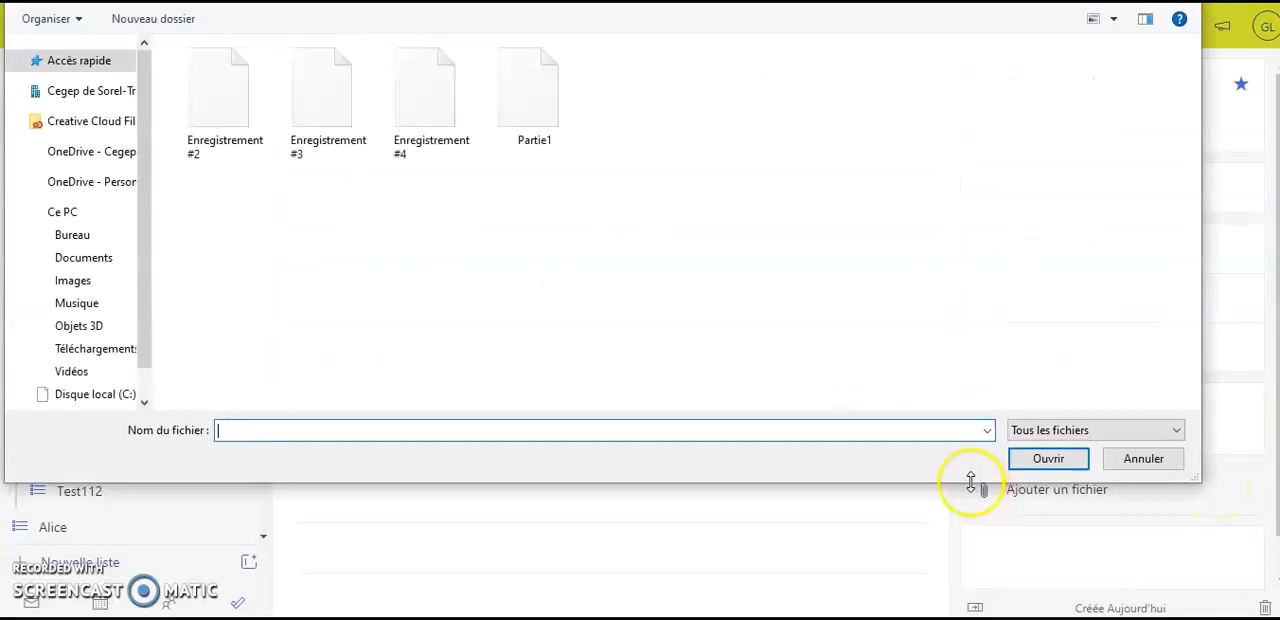 Organiser
Nouveau dossier
GL
Accès rapide
Cegep de Sorel-Tr
Creative Cloud Fil
OneDrive - Cegep
OneDrive - Person
Ce PC
Bureau
Documents
Images
Musique
Objets 3D
Téléchargements
Vidéos
Disque local (C:)
Enregistrement #2
Enregistrement #3
Enregistrement #4
Partie1
Nom du fichier :
Tous les fichiers
Ouvrir
Annuler
Test112
Ajouter un fichier
Alice
Nouvelle liste
RECORDED WITH
SCREENCAST MATIC
Créée Aujourd'hui